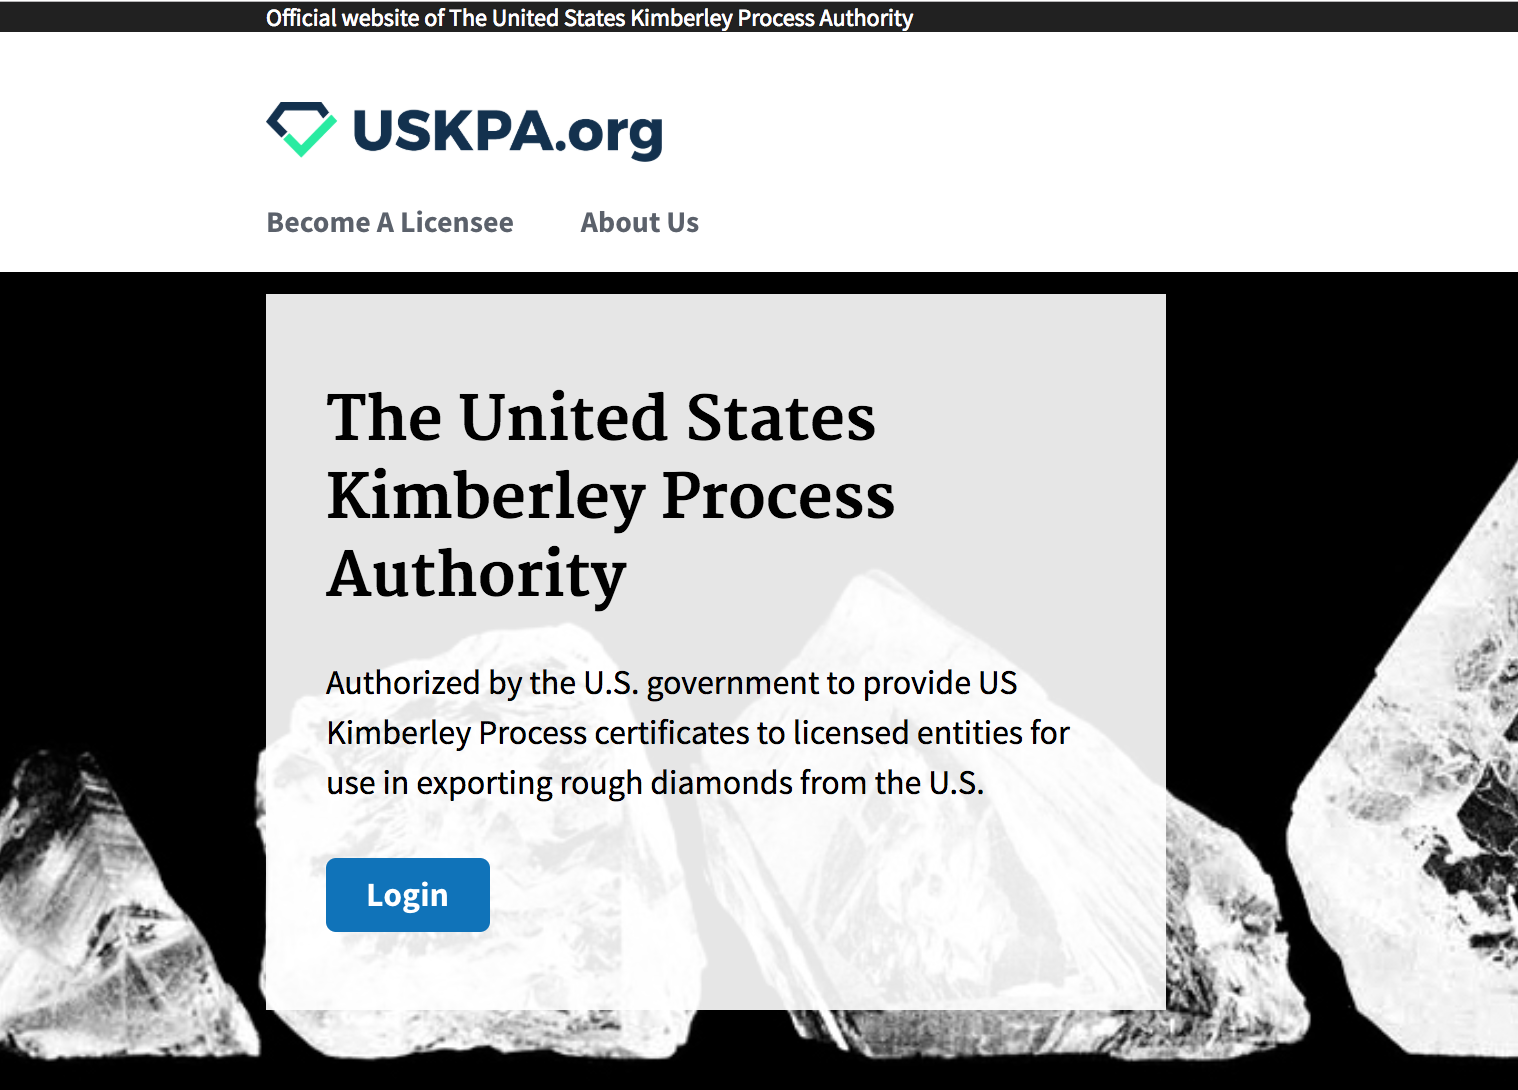 Official website of The United States Kimberley Process Authority
USKPA.org
Become A Licensee
About Us
The United States
Kimberley Process
Authority
Authorized by the U.S. government to provide US
Kimberley Process certificates to licensed entities for
use in exporting rough diamonds from the U.S.
Login